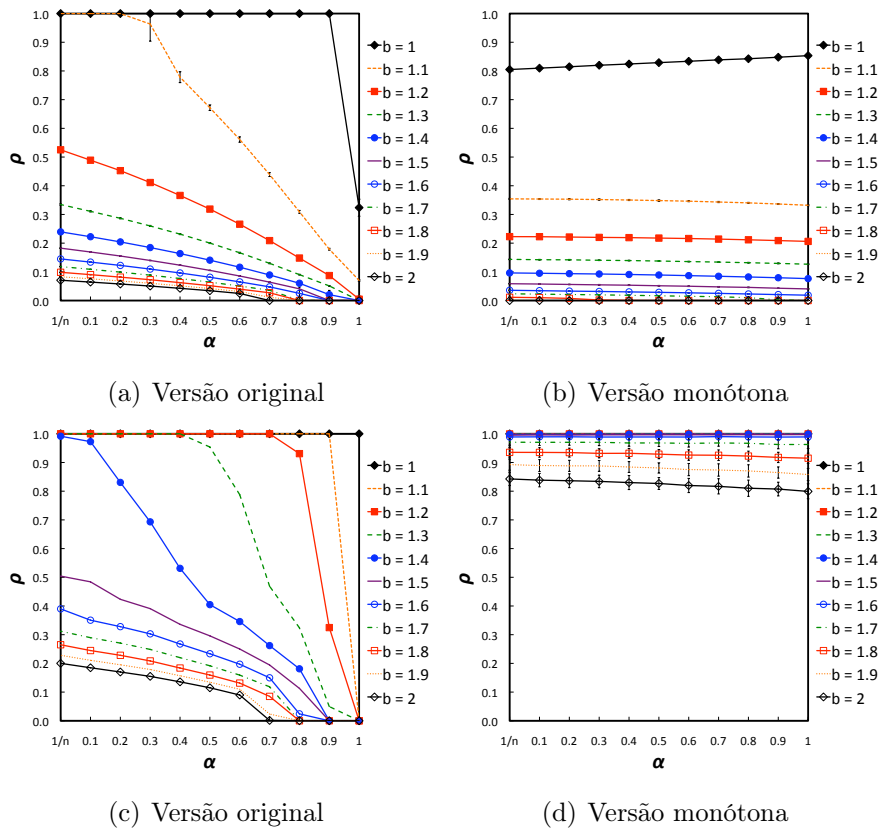 1.0
0.9
0.8
0.7
0.6
0.5
0.4
0.3
0.2
0.1
0.0
ρ
1/n 0.1 0.2 0.3 0.4 0.5 0.6 0.7 0.8 0.9 1
α
b = 1
b = 1.1
b = 1.2
b = 1.3
b = 1.4
b = 1.5
b = 1.6
b = 1.7
b = 1.8
b = 1.9
b = 2
(a) Versão original
1.0
0.9
0.8
0.7
0.6
0.5
0.4
0.3
0.2
0.1
0.0
ρ
1/n 0.1 0.2 0.3 0.4 0.5 0.6 0.7 0.8 0.9 1
α
b = 1
b = 1.1
b = 1.2
b = 1.3
b = 1.4
b = 1.5
b = 1.6
b = 1.7
b = 1.8
b = 1.9
b = 2
(b) Versão monótona
1.0
0.9
0.8
0.7
0.6
0.5
0.4
0.3
0.2
0.1
0.0
ρ
1/n 0.1 0.2 0.3 0.4 0.5 0.6 0.7 0.8 0.9 1
α
b = 1
b = 1.1
b = 1.2
b = 1.3
b = 1.4
b = 1.5
b = 1.6
b = 1.7
b = 1.8
b = 1.9
b = 2
(c) Versão original
1.0
0.9
0.8
0.7
0.6
0.5
0.4
0.3
0.2
0.1
0.0
ρ
1/n 0.1 0.2 0.3 0.4 0.5 0.6 0.7 0.8 0.9 1
α
b = 1
b = 1.1
b = 1.2
b = 1.3
b = 1.4
b = 1.5
b = 1.6
b = 1.7
b = 1.8
b = 1.9
b = 2
(d) Versão monótona